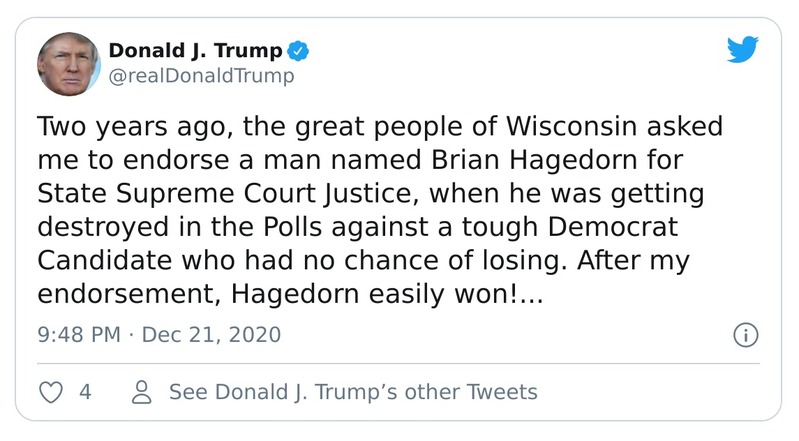 Donald J. Trump
@realDonaldTrump
Two years ago, the great people of Wisconsin asked
me to endorse a man named Brian Hagedorn for
State Supreme Court Justice, when he was getting
destroyed in the Polls against a tough Democrat
Candidate who had no chance of losing. After my
endorsement, Hagedorn easily won!...
9:48 PM · Dec 21, 2020
4 See Donald J. Trump’s other Tweets